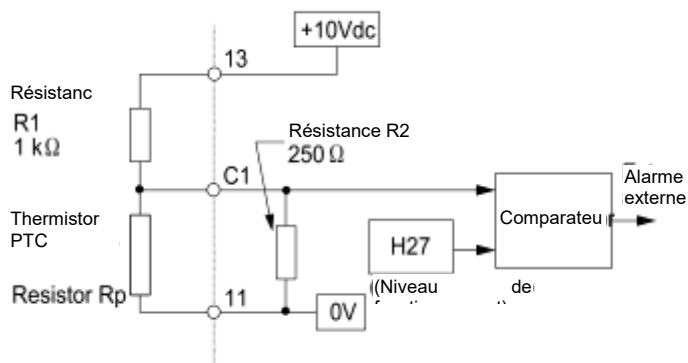 +10Vdc
13
Résistanc
R1
1 kΩ
Résistance R2
250 Ω
C1
Alarme
externe
Comparateu
Thermistor
PTC
H27
((Niveau de
Resistor Rp
11
0V